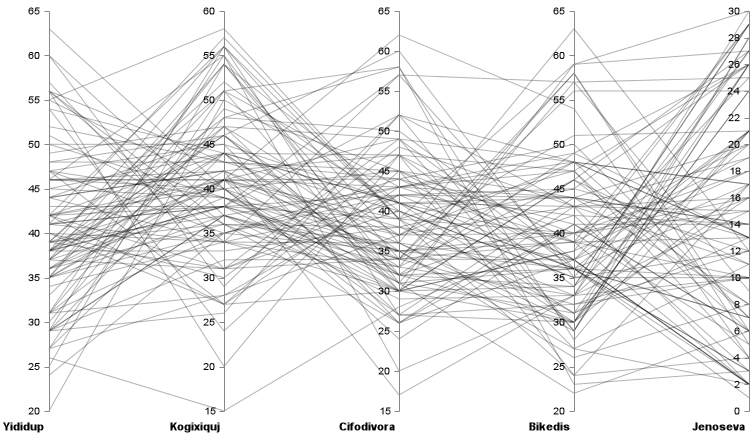 65 60 55 50 45 40 35 30 25 20
60 55 50 45 40 35 30 25 20 15
65 60 55 50 45 40 35 30 25 20 15
65 60 55 50 45 40 35 30 25 20
30 28 26 24 22 20 18 16 14 12 10 8 6 4 2 0
Yididup Kogixiquj Cifodivora Bikedis Jenoseva